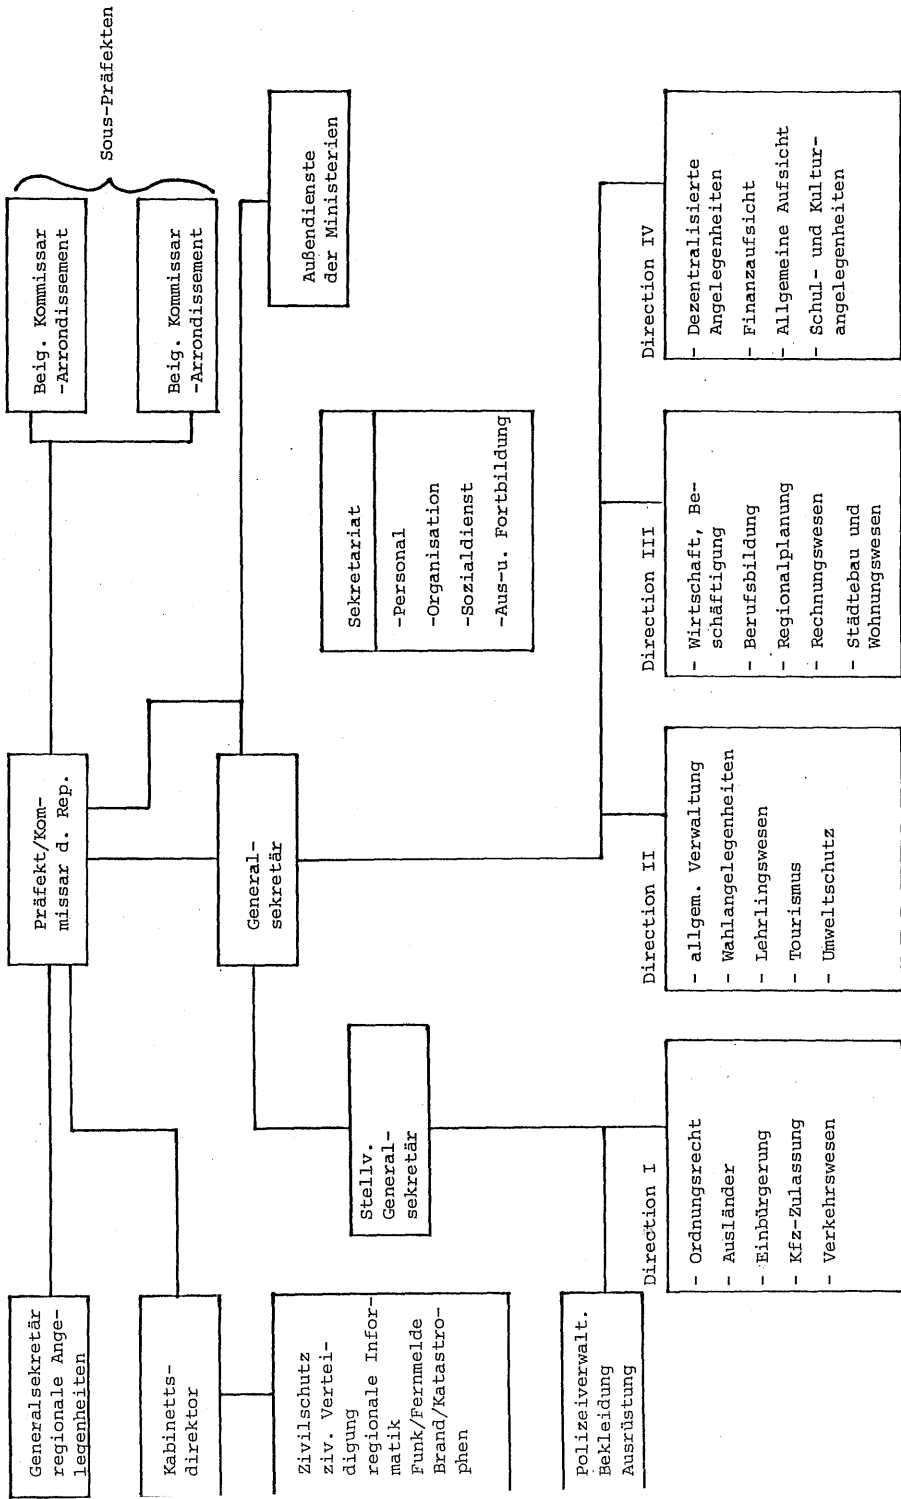 Generalsekretär
regionale Ange-
legenheiten
Präfekt/Kom-
missar d. Rep.
Beig. Kommissar
-Arrondissement
Beig. Kommissar
-Arrondissement
Sous-Präfekten
Kabinetts-
direktor
General-
sekretär
Außendienste
der Ministerien
Zivilschutz
ziv. Vertei-
digung
regionale Infor-
matik
Funk/Fernmelde
Brand/Katastro-
phen
Stellv.
General-
sekretär
Sekretariat
-Personal
-Organisation
-Sozialdienst
-Aus-u. Fortbildung
Polizeiverwalt.
Bekleidung
Ausrüstung
Direction I
- Ordnungsrecht
- Ausländer
- Einbürgerung
- Kfz-Zulassung
- Verkehrswesen
Direction II
- allgem. Verwaltung
- Wahlangelegenheiten
- Lehrlingswesen
- Tourismus
- Umweltschutz
Direction III
- Wirtschaft, Be-
schäftigung
- Berufsbildung
- Regionalplanung
- Rechnungswesen
- Städtebau und
Wohnungswesen
Direction IV
- Dezentralisierte
Angelegenheiten
- Finanzaufsicht
- Allgemeine Aufsicht
- Schul- und Kultur-
angelegenheiten